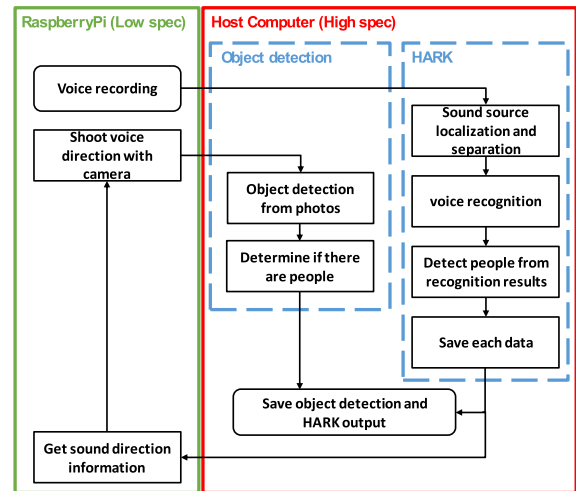 RaspberryPi (Low spec)
Host Computer (High spec)
Object detection
HARK
Voice recording
Sound source
localization and
separation
Shoot voice
direction with
camera
Object detection
from photos
voice recognition
Determine if there
are people
Detect people from
recognition results
Save each data
Save object detection and
HARK output
Get sound direction
information